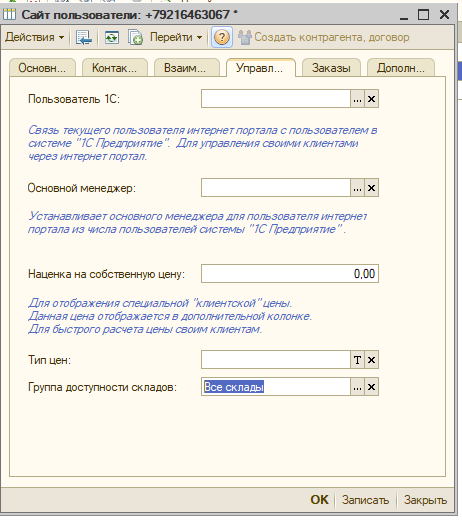 Сайт пользователи: +79216463067 *
Действия Перейти ? Создать контрагента, договор
Основн... Контак... Взаим... Управл... Заказы Дополн...
Пользователь 1С: ... x
Связь текущего пользователя интернет портала с пользователем в
системе "1С Предприятие". Для управления своими клиентами
через интернет портал.
Основной менеджер: ... x
Устанавливает основного менеджера для пользователя интернет
портала из числа пользователей системы "1С Предприятие" .
Наценка на собственную цену: 0,00
Для отображения специальной "клиентской" цены.
Данная цена отображается в дополнительной колонке.
Для быстрого расчета цены своим клиентам.
Тип цен: T x
Группа доступности складов: Все склады ... x
OK Записать Закрыть